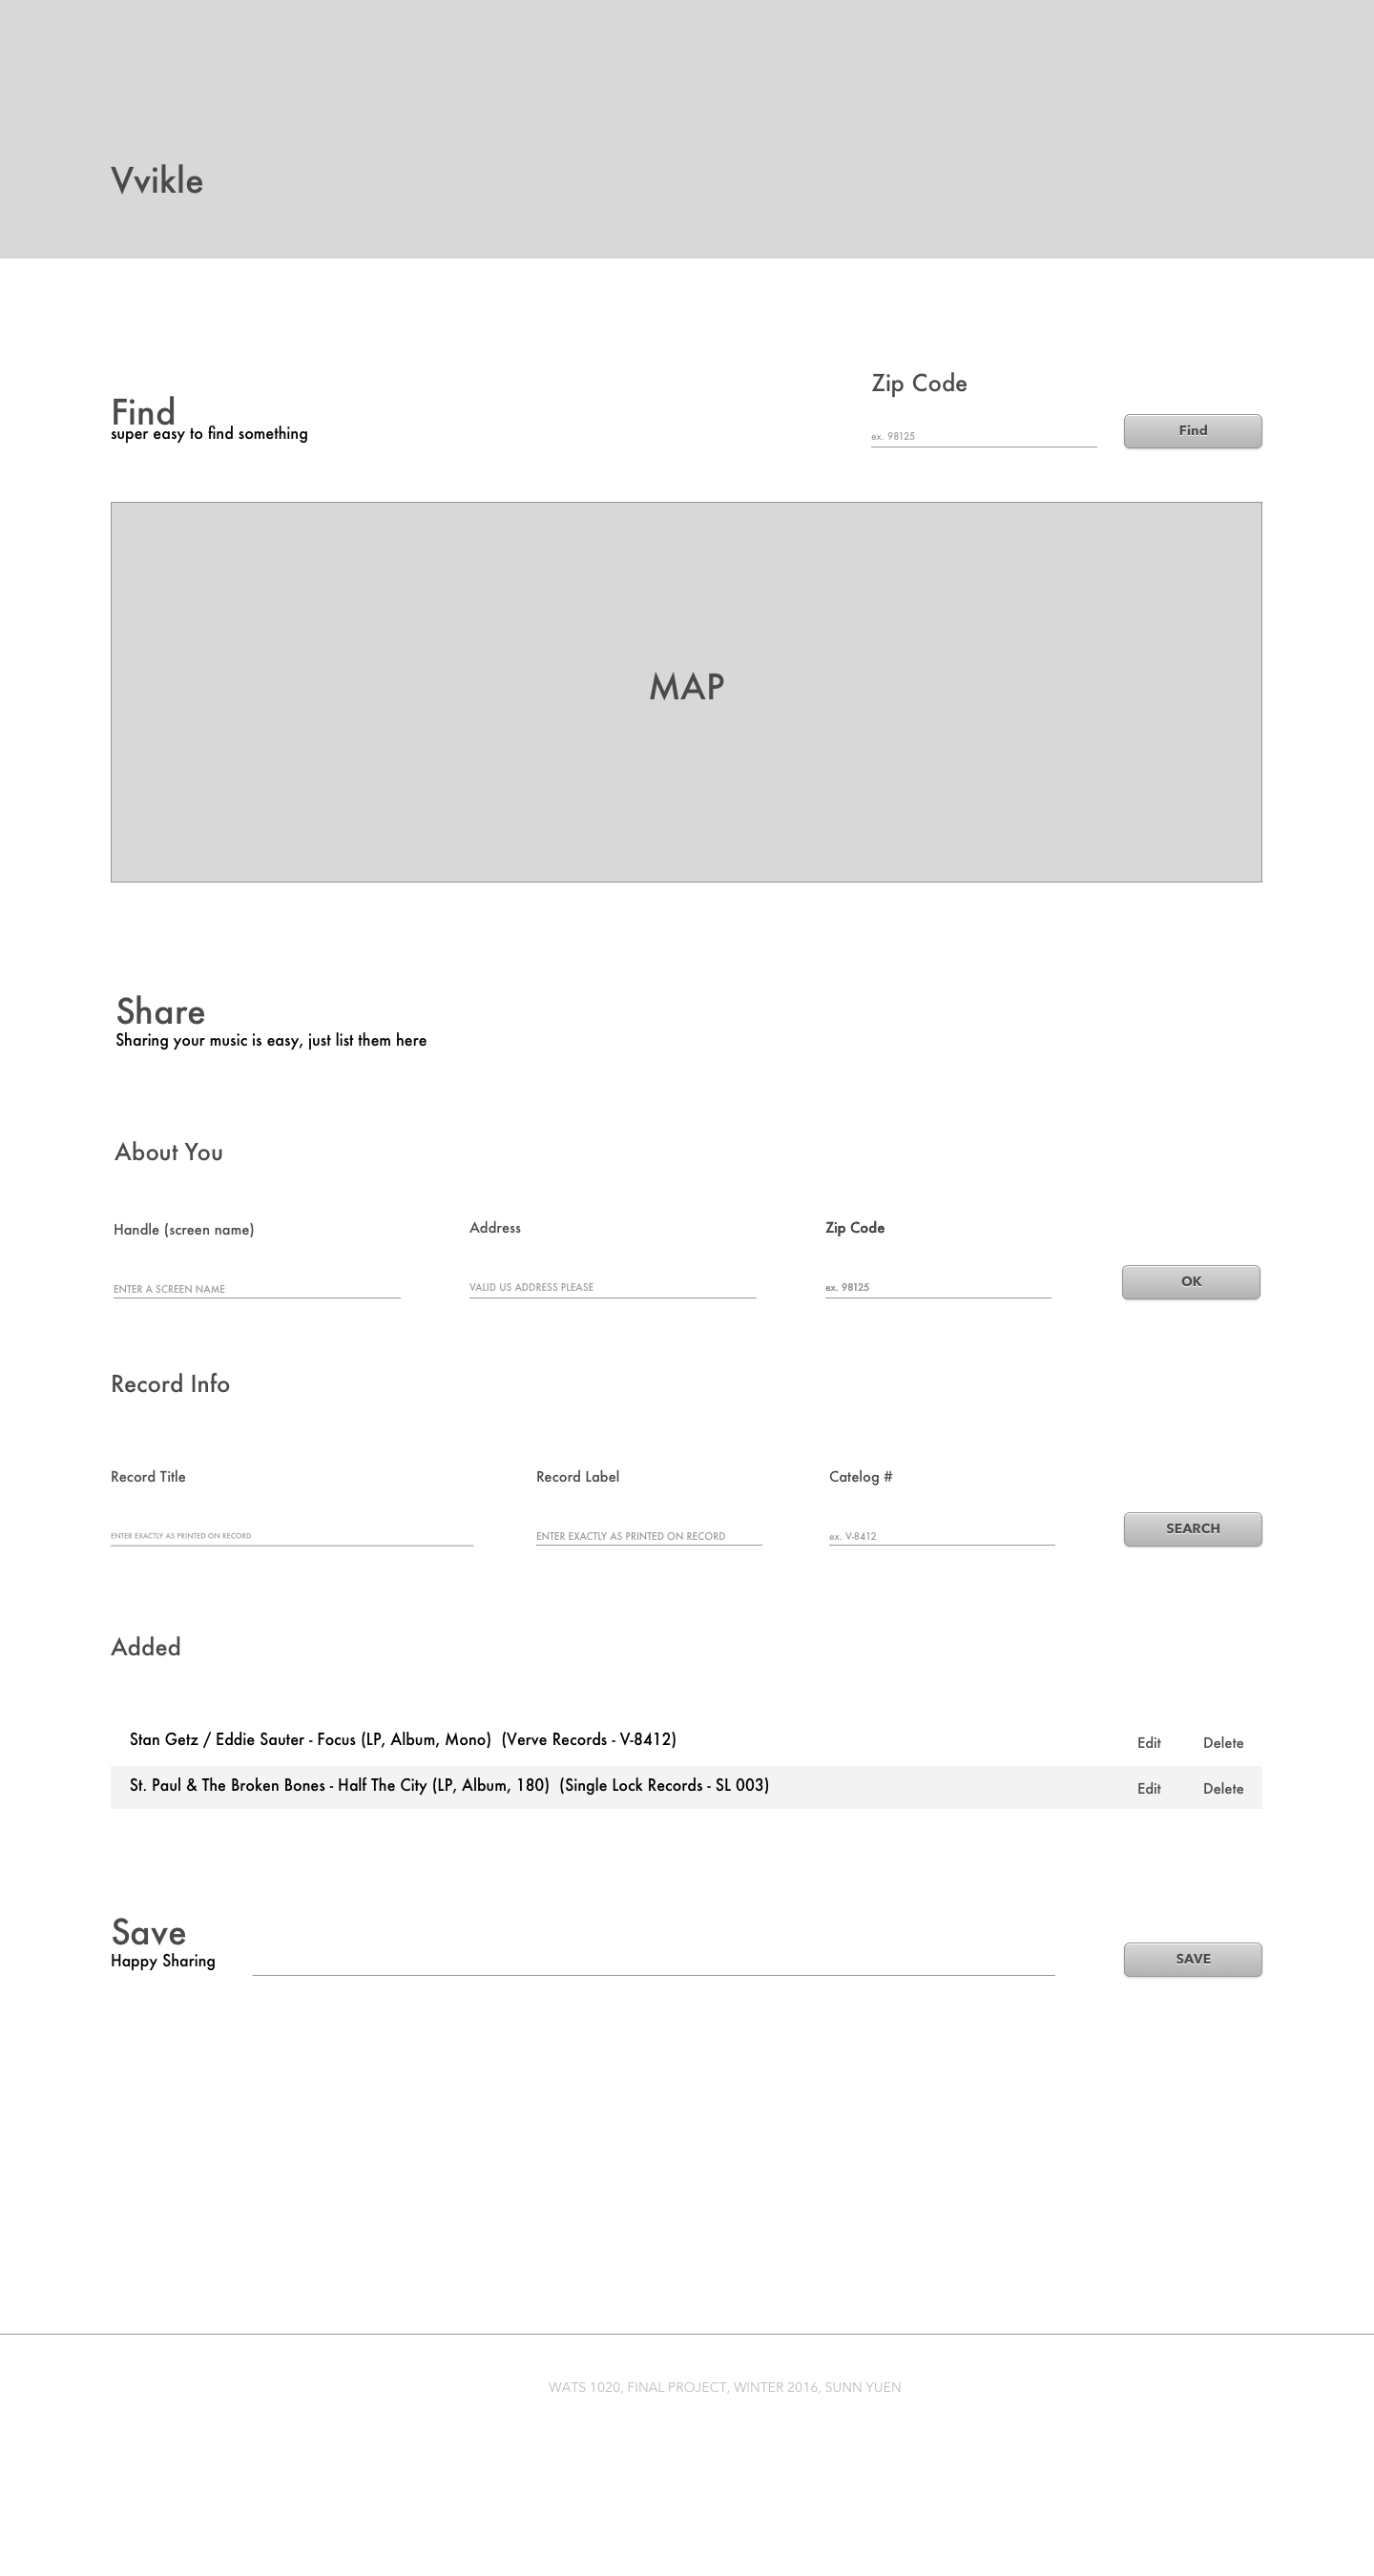 Vvikle
Find
super easy to find something
Zip Code
ex. 98125
Find
MAP
Share
Sharing your music is easy, just list them here
About You
Handle (screen name)
Address
Zip Code
ENTER A SCREEN NAME
VALID US ADDRESS PLEASE
ex. 98125
OK
Record Info
Record Title
Record Label
Catelog #
ENTER EXACTLY AS PRINTED ON RECORD
ENTER EXACTLY AS PRINTED ON RECORD
ex. V-8412
SEARCH
Added
Stan Getz / Eddie Sauter - Focus (LP, Album, Mono) (Verve Records - V-8412)
Edit
Delete
St. Paul & The Broken Bones - Half The City (LP, Album, 180) (Single Lock Records - SL 003)
Edit
Delete
Save
Happy Sharing
SAVE
WATS 1020, FINAL PROJECT, WINTER 2016, SUNN YUEN